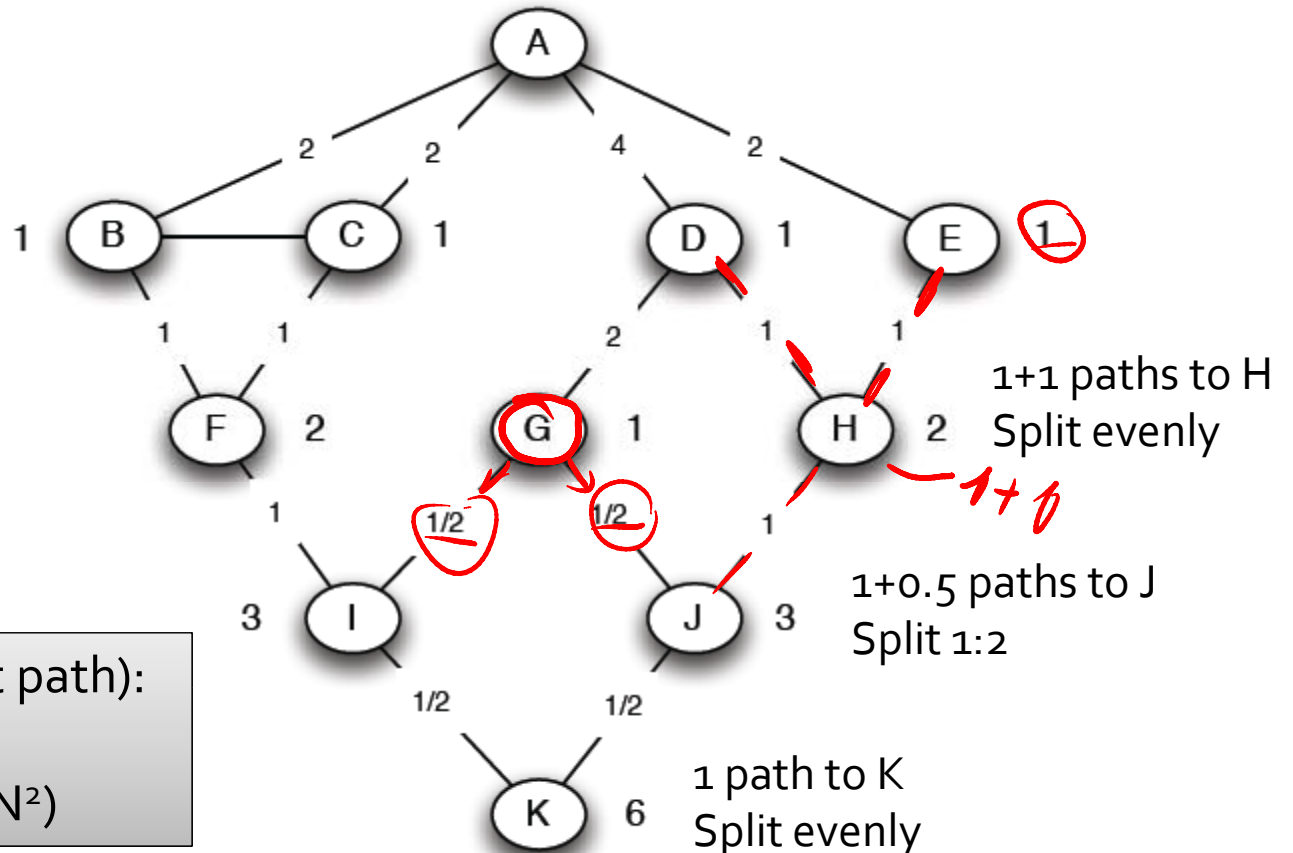 A
2
2
4
2
1
B
C
1
D
1
E
1
1
1
2
1
1
F
2
G
1
H
2
1+1 paths to H
Split evenly
1
1/2
1/2
1
1+0.5 paths to J
Split 1:2
3
I
J
3
t path):
N²)
1/2
1/2
K
6
1 path to K
Split evenly